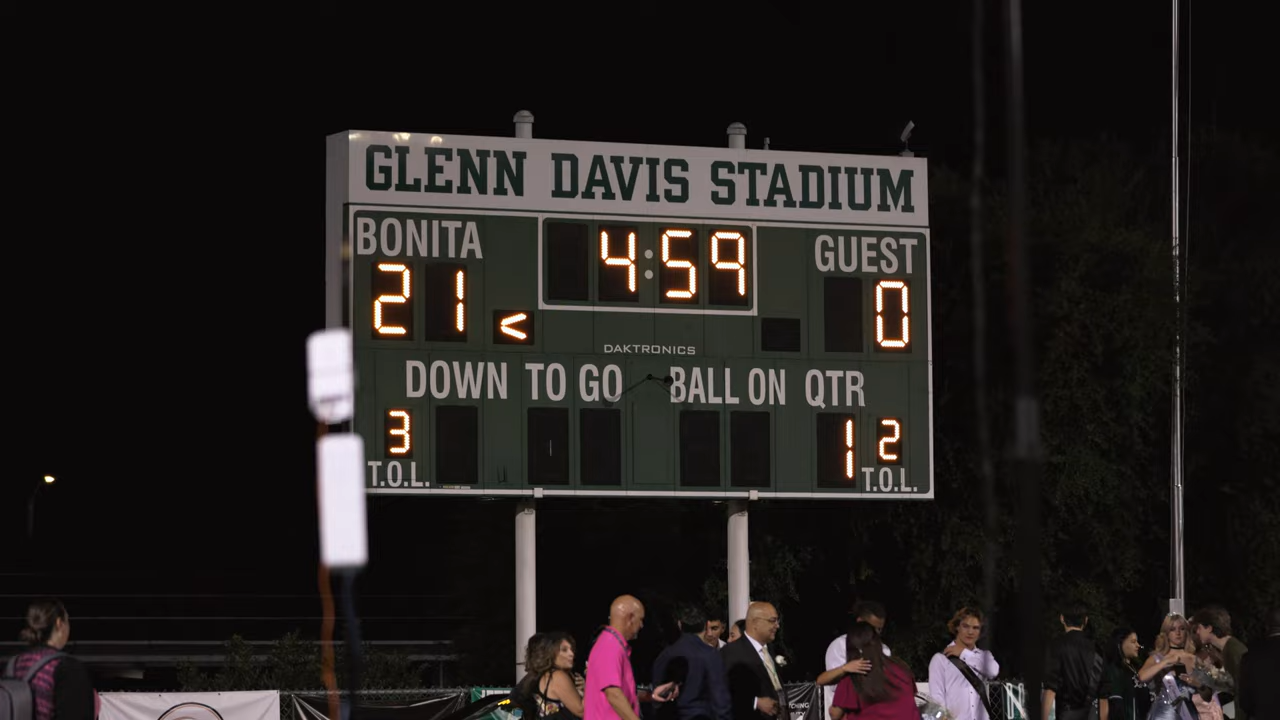 GLENN DAVIS STADIUM
BONITA 4:59 GUEST
21 < 0
DAKTRONICS
DOWN TO GO BALL ON QTR
3 1 2
T.O.L. T.O.L.